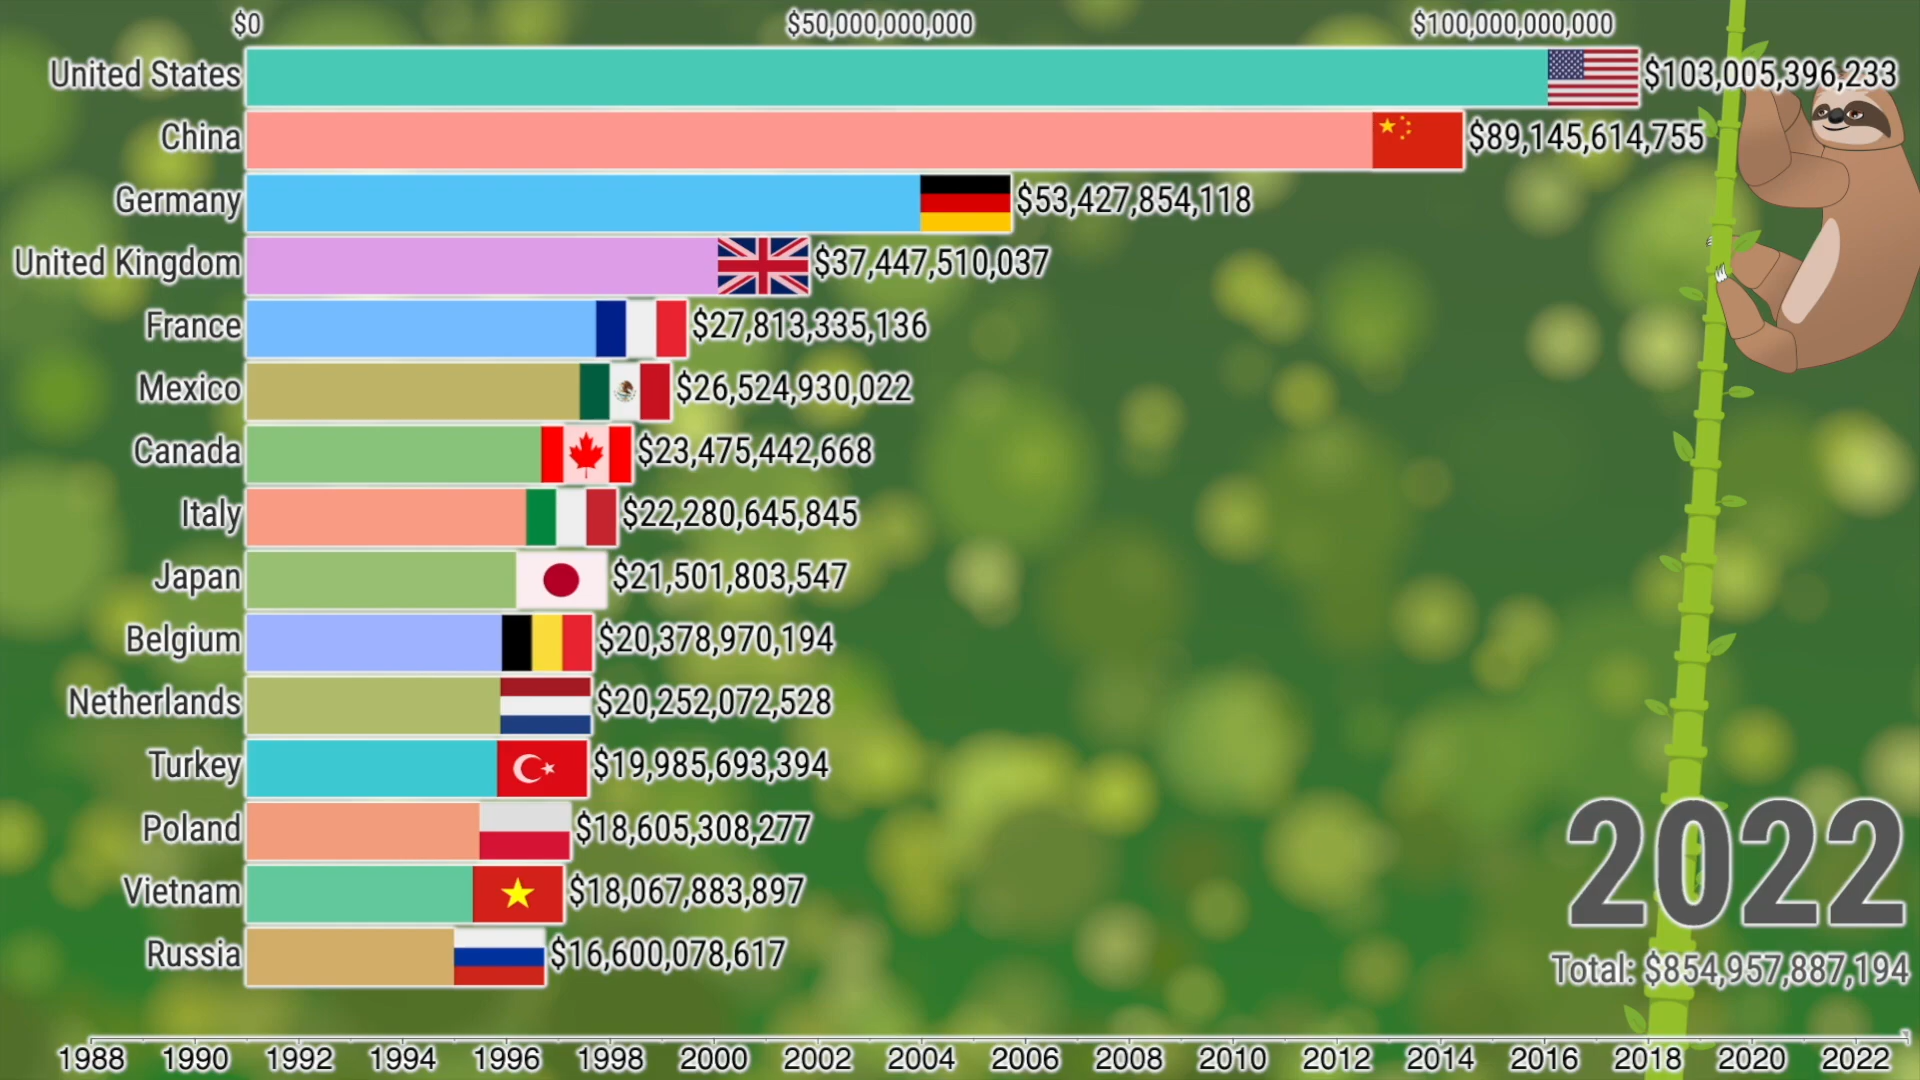 $0 $50,000,000,000 $100,000,000,000
United States $103,005,396,233
China $89,145,614,755
Germany $53,427,854,118
United Kingdom $37,447,510,037
France $27,813,335,136
Mexico $26,524,930,022
Canada $23,475,442,668
Italy $22,280,645,845
Japan $21,501,803,547
Belgium $20,378,970,194
Netherlands $20,252,072,528
Turkey $19,985,693,394
Poland $18,605,308,277
Vietnam $18,067,883,897
Russia $16,600,078,617
2022
Total: $854,957,887,194
1988 1990 1992 1994 1996 1998 2000 2002 2004 2006 2008 2010 2012 2014 2016 2018 2020 2022